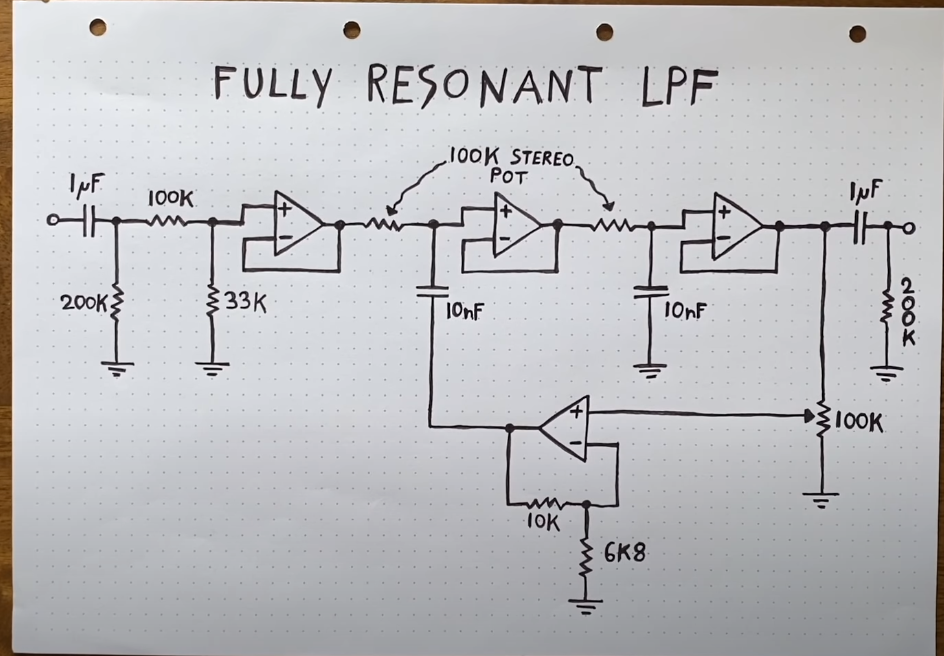 FULLY RESONANT LPF
100K STEREO
POT
1µF
100K
1µF
+
-
+
-
+
-
200K
33K
10nF
10nF
200K
+
-
100K
10K
6K8